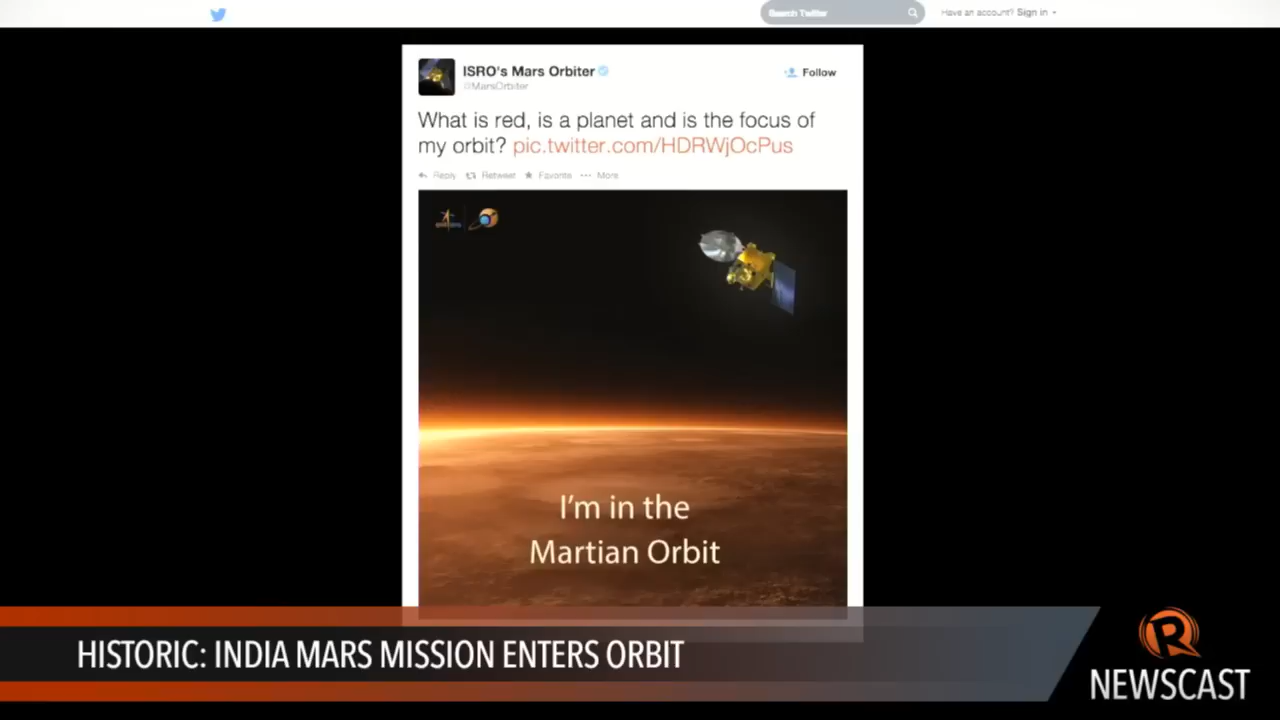 Search Twitter
Have an account? Sign in
ISRO's Mars Orbiter
Follow
@MarsOrbiter
What is red, is a planet and is the focus of
my orbit? pic.twitter.com/HDRWjOcPus
Reply Retweet Favorite ••• More
I'm in the
Martian Orbit
HISTORIC: INDIA MARS MISSION ENTERS ORBIT
R
NEWSCAST